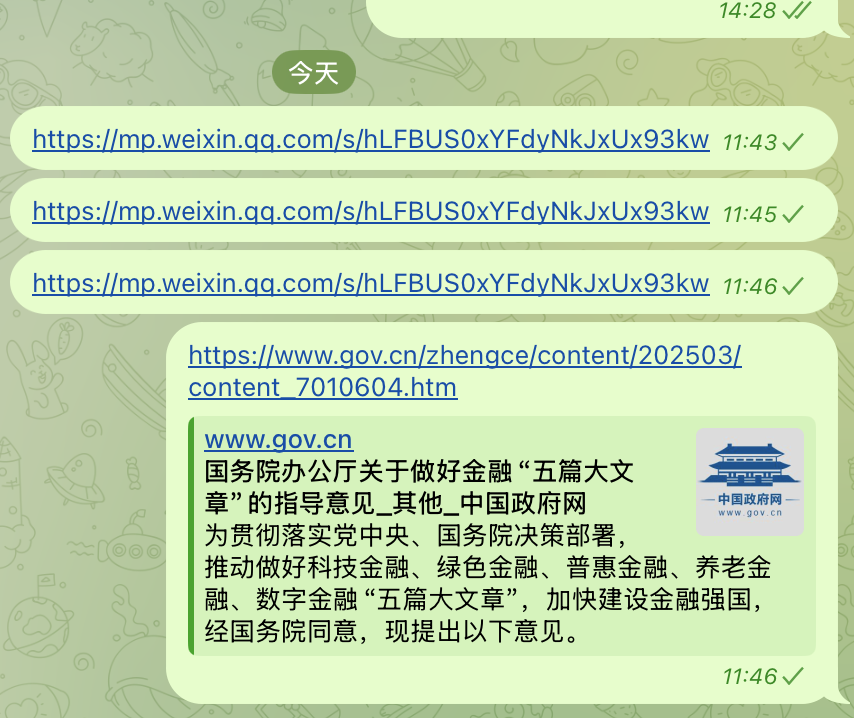 14:28
今天
https://mp.weixin.qq.com/s/hLFBUS0xYFdyNkJxUx93kw 11:43
https://mp.weixin.qq.com/s/hLFBUS0xYFdyNkJxUx93kw 11:45
https://mp.weixin.qq.com/s/hLFBUS0xYFdyNkJxUx93kw 11:46
https://www.gov.cn/zhengce/content/202503/
content_7010604.htm
www.gov.cn
国务院办公厅关于做好金融“五篇大文
章”的指导意见_其他_中国政府网
中国政府网
www.gov.cn
为贯彻落实党中央、国务院决策部署，
推动做好科技金融、绿色金融、普惠金融、养老金
融、数字金融“五篇大文章”，加快建设金融强国，
经国务院同意，现提出以下意见。
11:46